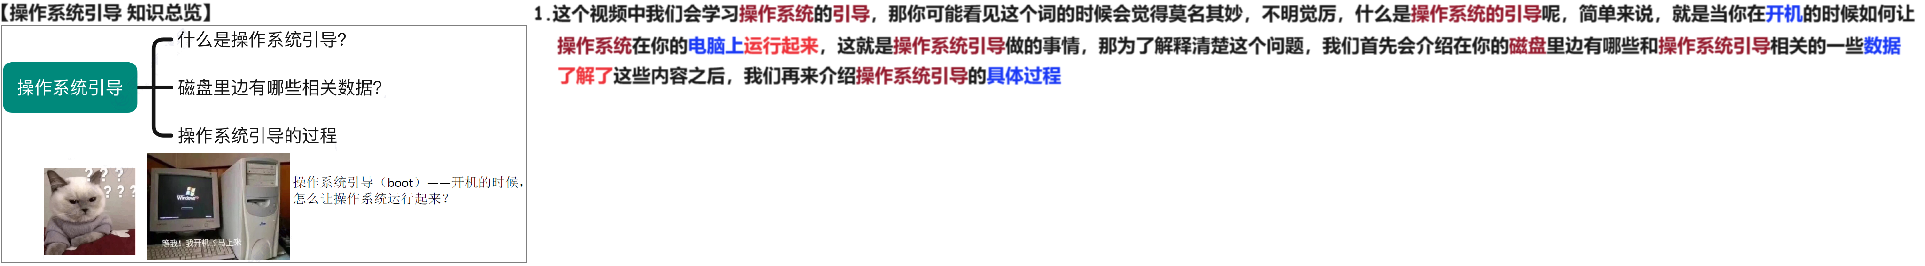 【操作系统引导 知识总览】
操作系统引导
什么是操作系统引导?
磁盘里边有哪些相关数据?
操作系统引导的过程
? ? ?
? ? ?
Windows
等我！我开机了马上来
操作系统引导（boot）——开机的时候，
怎么让操作系统运行起来?
1.这个视频中我们会学习操作系统的引导，那你可能看见这个词的时候会觉得莫名其妙，不明觉厉，什么是操作系统的引导呢，简单来说，就是当你在开机的时候如何让
操作系统在你的电脑上运行起来，这就是操作系统引导做的事情，那为了解释清楚这个问题，我们首先会介绍在你的磁盘里边有哪些和操作系统引导相关的一些数据
了解了这些内容之后，我们再来介绍操作系统引导的具体过程